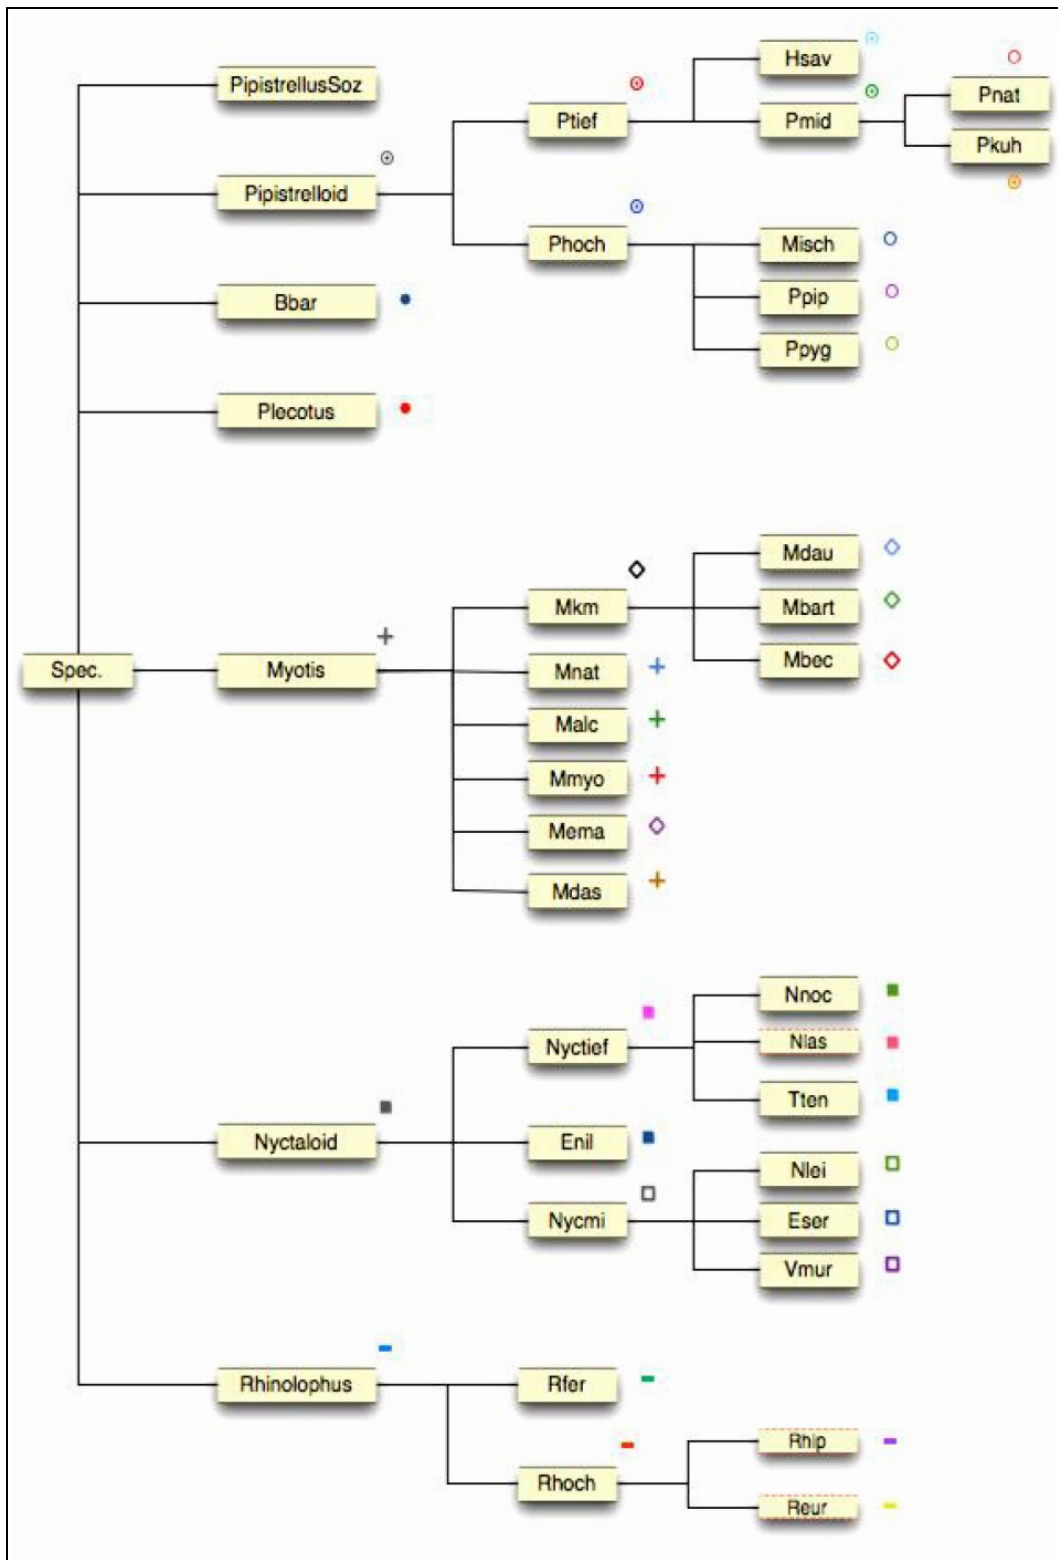 Hsav
PipistrellusSoz
Pnat
Ptief
Pmid
Pkuh
Pipistrelloid
Phoch
Misch
Bbar
Ppip
Ppyg
Plecotus
Mdau
Mkm
Mbart
Spec.
Myotis
Mnat
Mbec
Malc
Mmyo
Mema
Mdas
Nnoc
Nyctief
Nlas
Tten
Nyctaloid
Enil
Nlei
Nycmi
Eser
Vmur
Rhinolophus
Rfer
Rhip
Rhoch
Reur